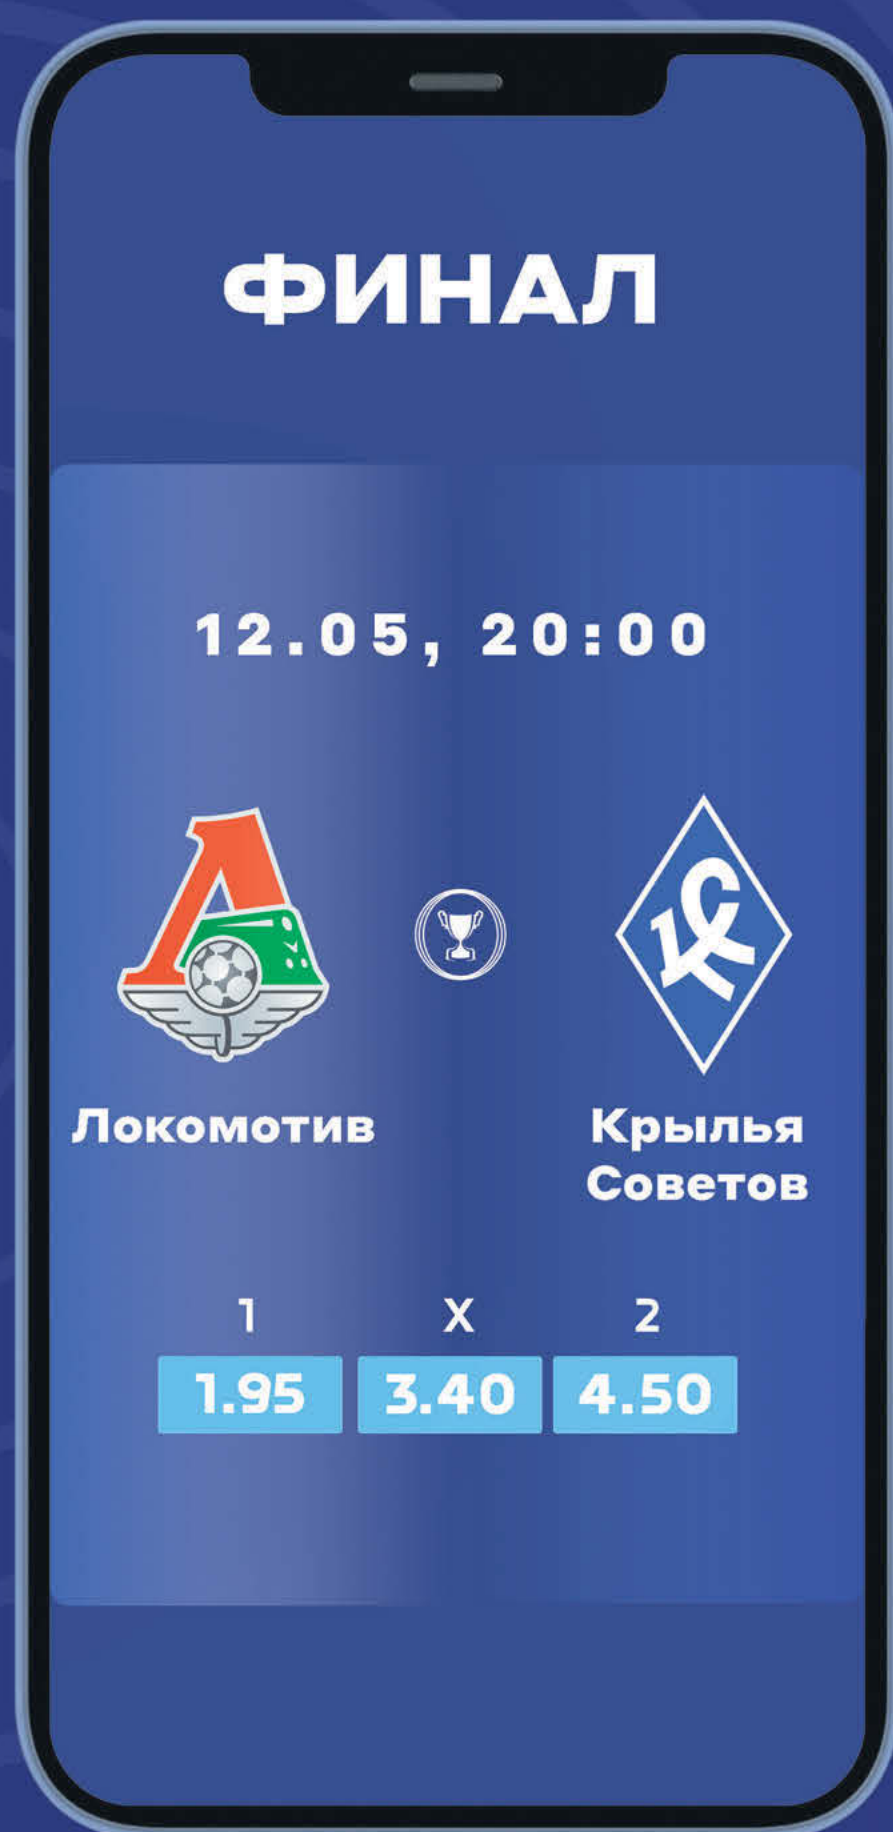 ФИНАЛ
12.05, 20:00
Локомотив
Крылья
Советов
1 X 2
1.95 3.40 4.50